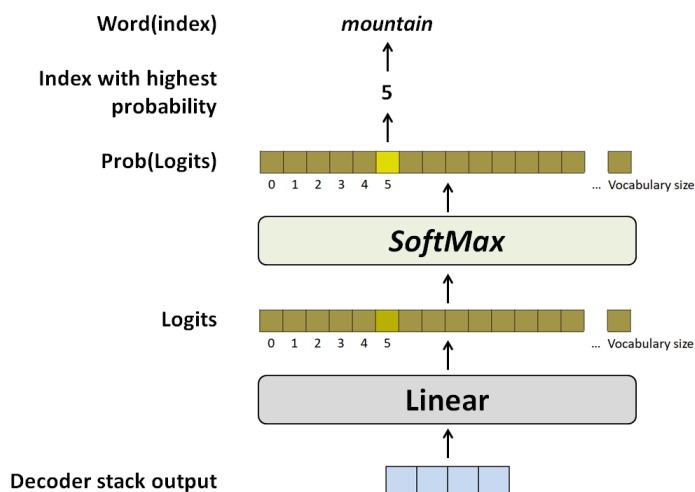 Word(index) mountain
Index with highest
probability
5
Prob(Logits)
0 1 2 3 4 5 ... Vocabulary size
SoftMax
Logits
0 1 2 3 4 5 ... Vocabulary size
Linear
Decoder stack output